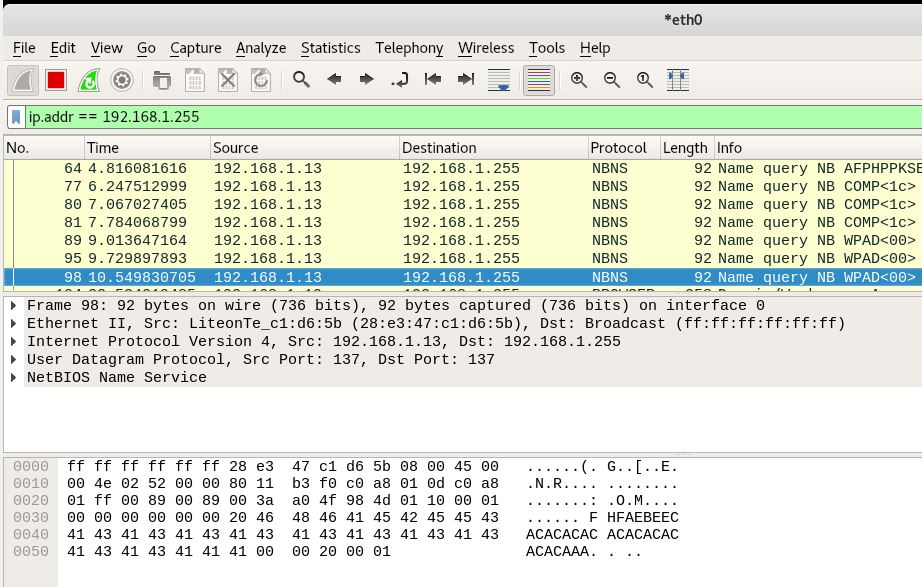 *eth0
File Edit View Go Capture Analyze Statistics Telephony Wireless Tools Help
ip.addr == 192.168.1.255
No. Time Source Destination Protocol Length Info
64 4.816081616 192.168.1.13 192.168.1.255 NBNS 92 Name query NB AFPHPPKSE
77 6.247512999 192.168.1.13 192.168.1.255 NBNS 92 Name query NB COMP<1c>
80 7.067027405 192.168.1.13 192.168.1.255 NBNS 92 Name query NB COMP<1c>
81 7.784068799 192.168.1.13 192.168.1.255 NBNS 92 Name query NB COMP<1c>
89 9.013647164 192.168.1.13 192.168.1.255 NBNS 92 Name query NB WPAD<00>
95 9.729897893 192.168.1.13 192.168.1.255 NBNS 92 Name query NB WPAD<00>
98 10.549830705 192.168.1.13 192.168.1.255 NBNS 92 Name query NB WPAD<00>
Frame 98: 92 bytes on wire (736 bits), 92 bytes captured (736 bits) on interface 0
Ethernet II, Src: LiteonTe_c1:d6:5b (28:e3:47:c1:d6:5b), Dst: Broadcast (ff:ff:ff:ff:ff:ff)
Internet Protocol Version 4, Src: 192.168.1.13, Dst: 192.168.1.255
User Datagram Protocol, Src Port: 137, Dst Port: 137
NetBIOS Name Service
0000 ff ff ff ff ff ff 28 e3 47 c1 d6 5b 08 00 45 00 ......(. G..[..E.
0010 00 4e 02 52 00 00 80 11 b3 f0 c0 a8 01 0d c0 a8 .N.R.... ........
0020 01 ff 00 89 00 89 00 3a a0 4f 98 4d 01 10 00 01 .......: .O.M....
0030 00 00 00 00 00 00 20 46 48 46 41 45 42 45 45 43 ...... F HFAEBEEC
0040 41 43 41 43 41 43 41 43 41 43 41 43 41 43 41 43 ACACACAC ACACACAC
0050 41 43 41 43 41 41 41 00 00 20 00 01 ACACAAA. . ..